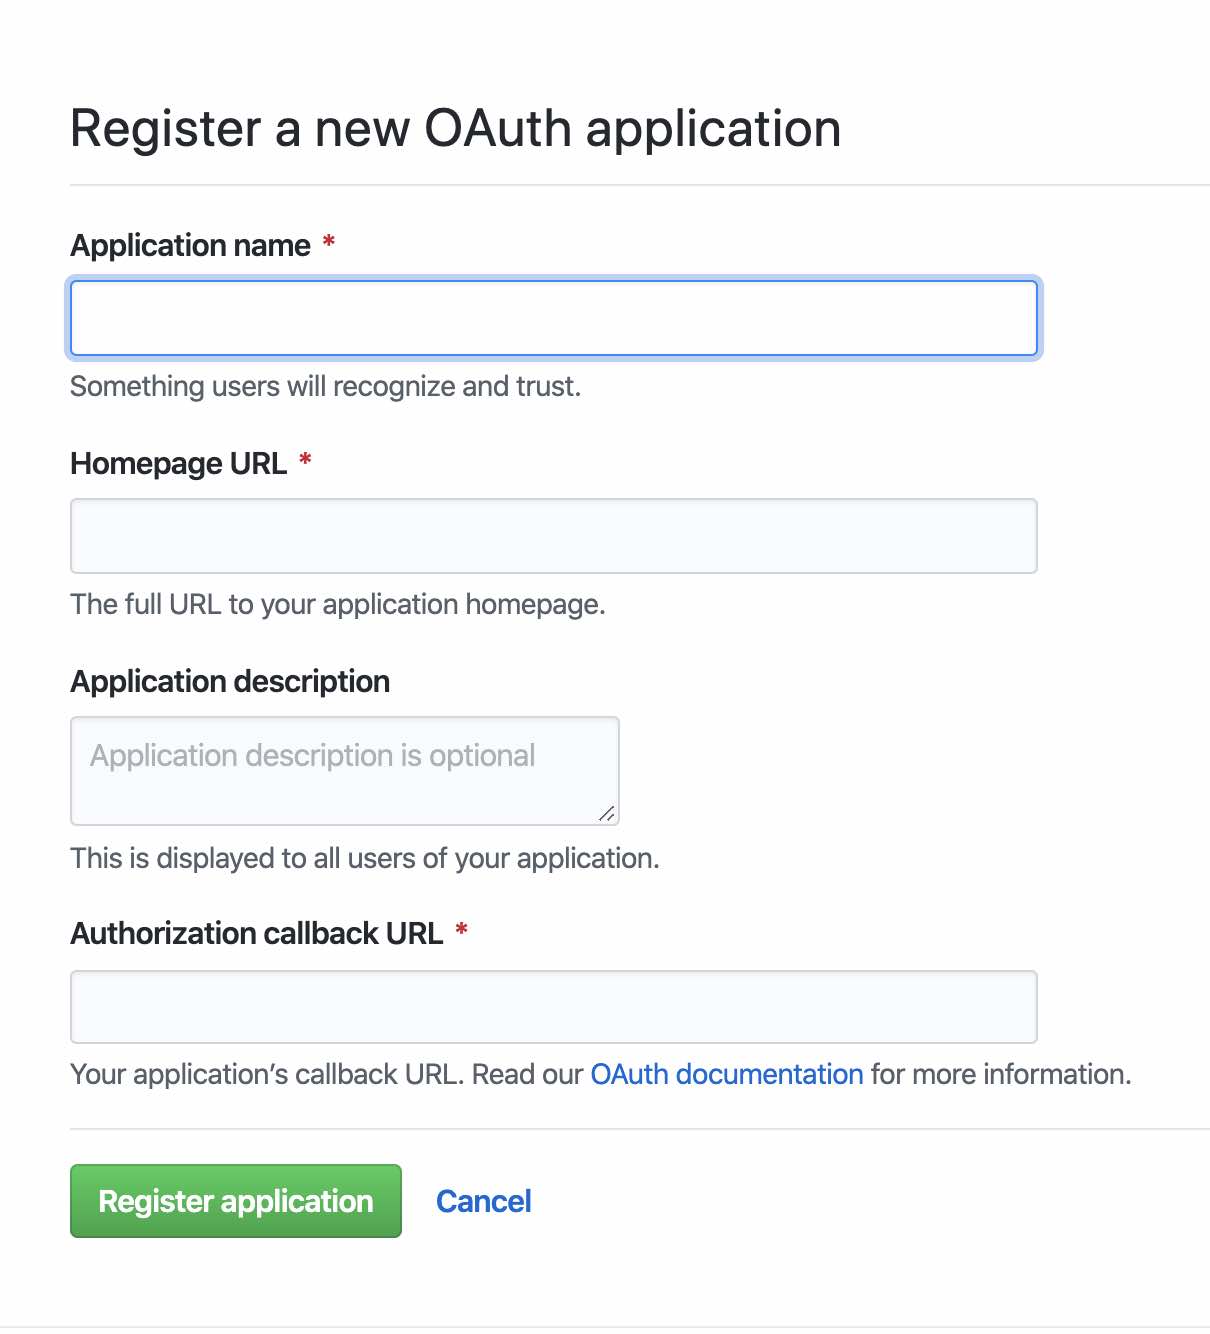 Register a new OAuth application
Application name *
Something users will recognize and trust.
Homepage URL *
The full URL to your application homepage.
Application description
Application description is optional
This is displayed to all users of your application.
Authorization callback URL *
Your application’s callback URL. Read our OAuth documentation for more information.
Register application Cancel